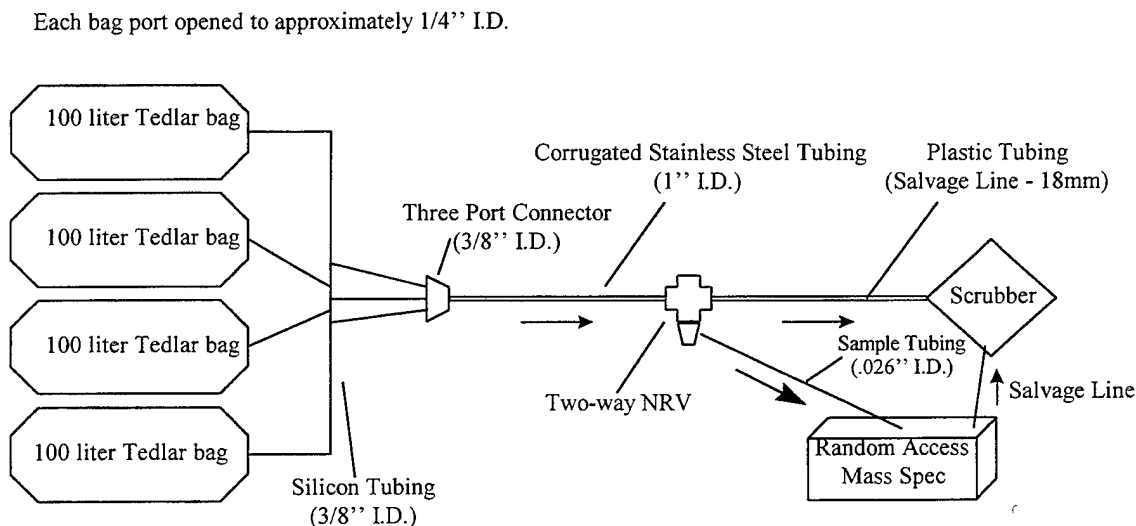 Each bag port opened to approximately 1/4'' I.D.
100 liter Tedlar bag
100 liter Tedlar bag
100 liter Tedlar bag
100 liter Tedlar bag
Silicon Tubing
(3/8'' I.D.)
Three Port Connector
(3/8'' I.D.)
Corrugated Stainless Steel Tubing
(1'' I.D.)
Plastic Tubing
(Salvage Line - 18mm)
Two-way NRV
Scrubber
Sample Tubing
(.026'' I.D.)
Salvage Line
Random Access
Mass Spec